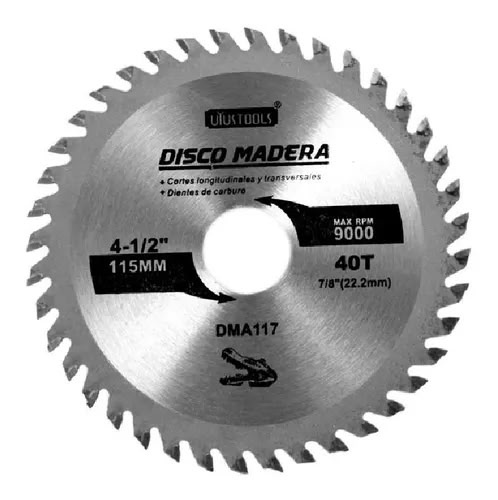 UYUSTOOLS®
DISCO MADERA
+ Cortes longitudinales y transversales
+ Dientes de carburo
4-1/2"
115MM
MAX RPM
9000
40T
7/8"(22.2mm)
DMA117